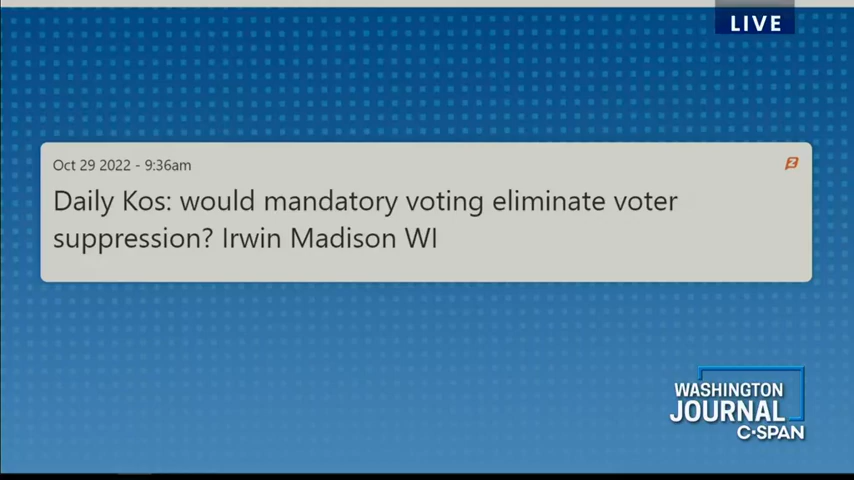 LIVE
Oct 29 2022 - 9:36am
Daily Kos: would mandatory voting eliminate voter
suppression? Irwin Madison WI
WASHINGTON
JOURNAL
C·SPAN